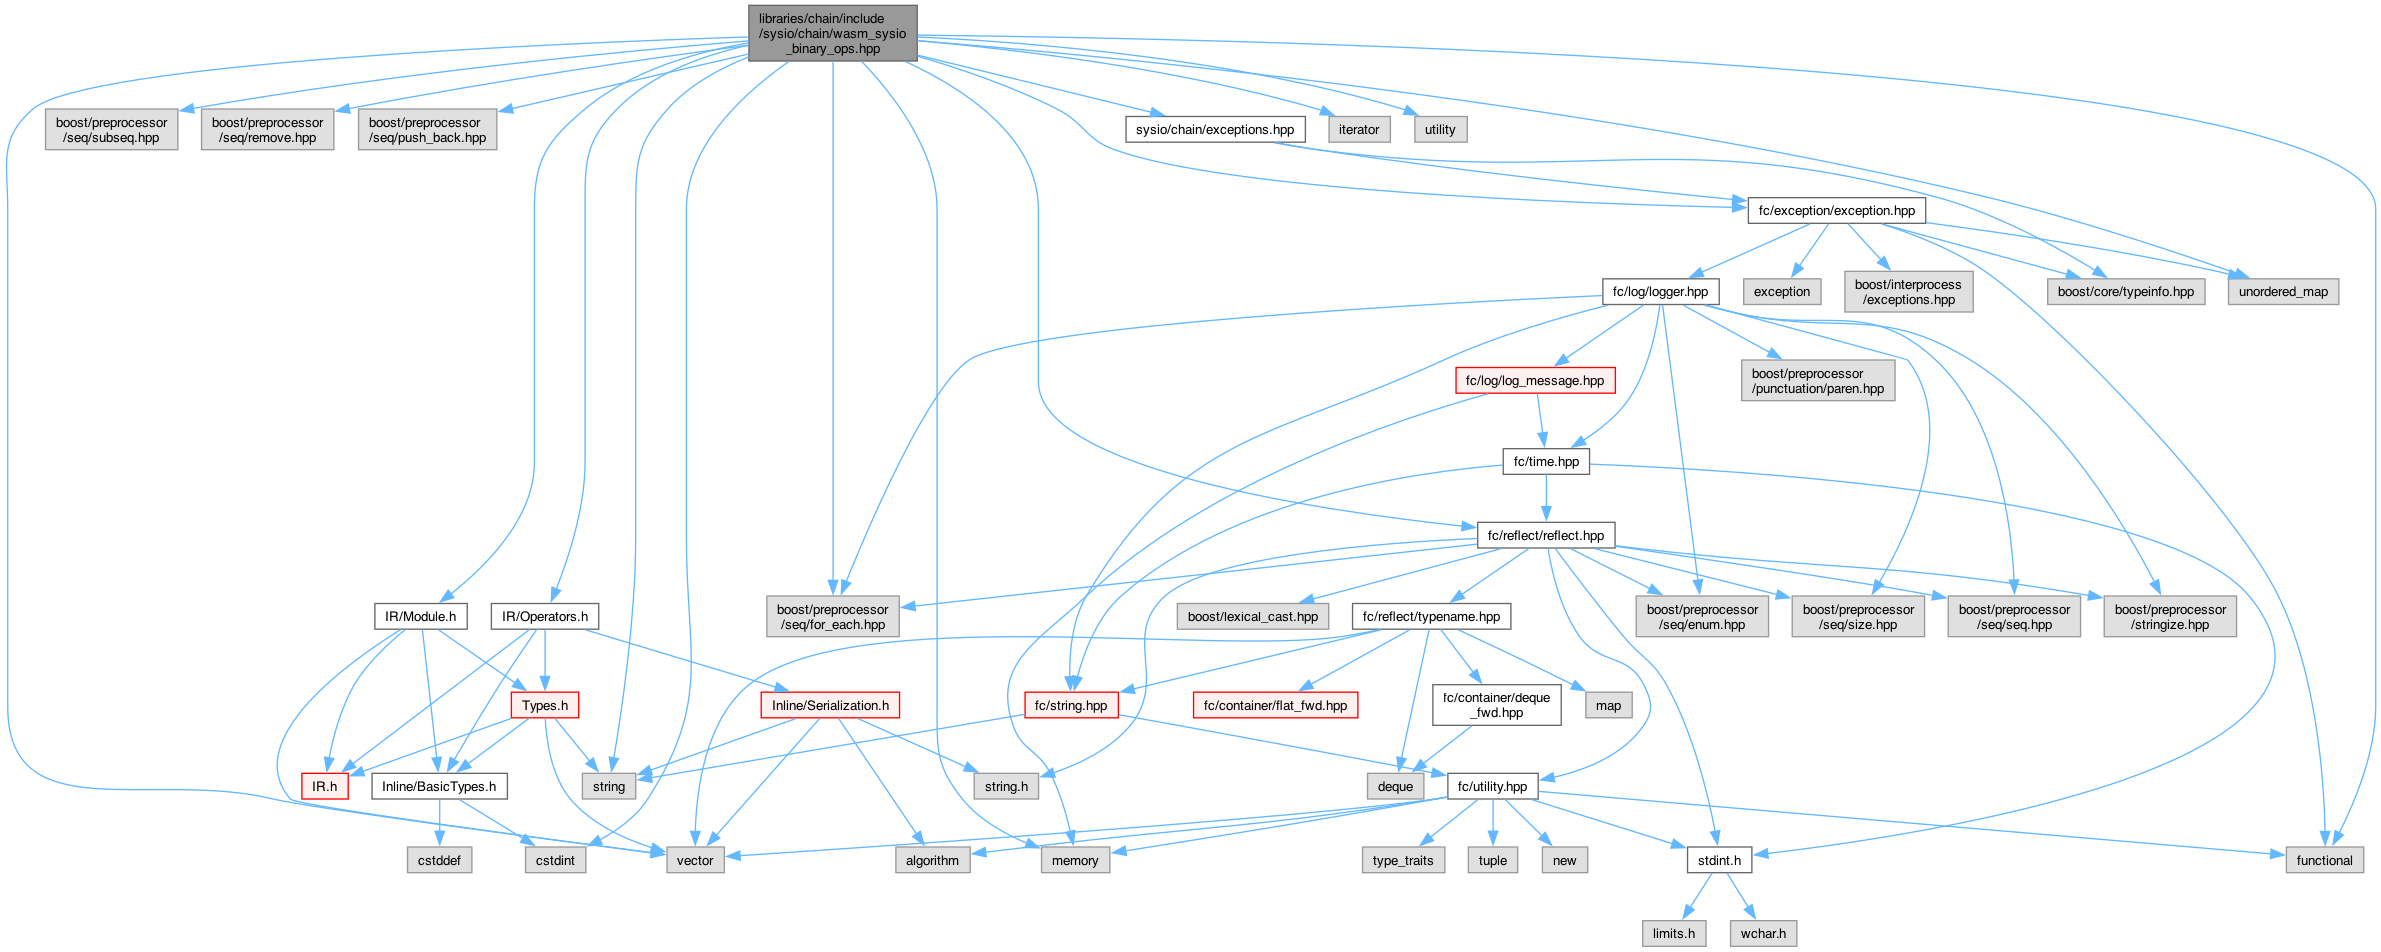 libraries/chain/include
/sysio/chain/wasm_sysio
_binary_ops.hpp
boost/preprocessor
/seq/subseq.hpp
boost/preprocessor
/seq/remove.hpp
boost/preprocessor
/seq/push_back.hpp
sysio/chain/exceptions.hpp
iterator
utility
fc/exception/exception.hpp
fc/log/logger.hpp
exception
boost/interprocess
/exceptions.hpp
boost/core/typeinfo.hpp
unordered_map
fc/log/log_message.hpp
boost/preprocessor
/punctuation/paren.hpp
fc/time.hpp
fc/reflect/reflect.hpp
IR/Module.h
IR/Operators.h
boost/preprocessor
/seq/for_each.hpp
boost/lexical_cast.hpp
fc/reflect/typename.hpp
boost/preprocessor
/seq/enum.hpp
boost/preprocessor
/seq/size.hpp
boost/preprocessor
/seq/seq.hpp
boost/preprocessor
/stringize.hpp
Types.h
Inline/Serialization.h
fc/string.hpp
fc/container/flat_fwd.hpp
fc/container/deque
_fwd.hpp
map
IR.h
Inline/BasicTypes.h
string
string.h
deque
fc/utility.hpp
cstddef
cstdint
vector
algorithm
memory
type_traits
tuple
new
stdint.h
functional
limits.h
wchar.h